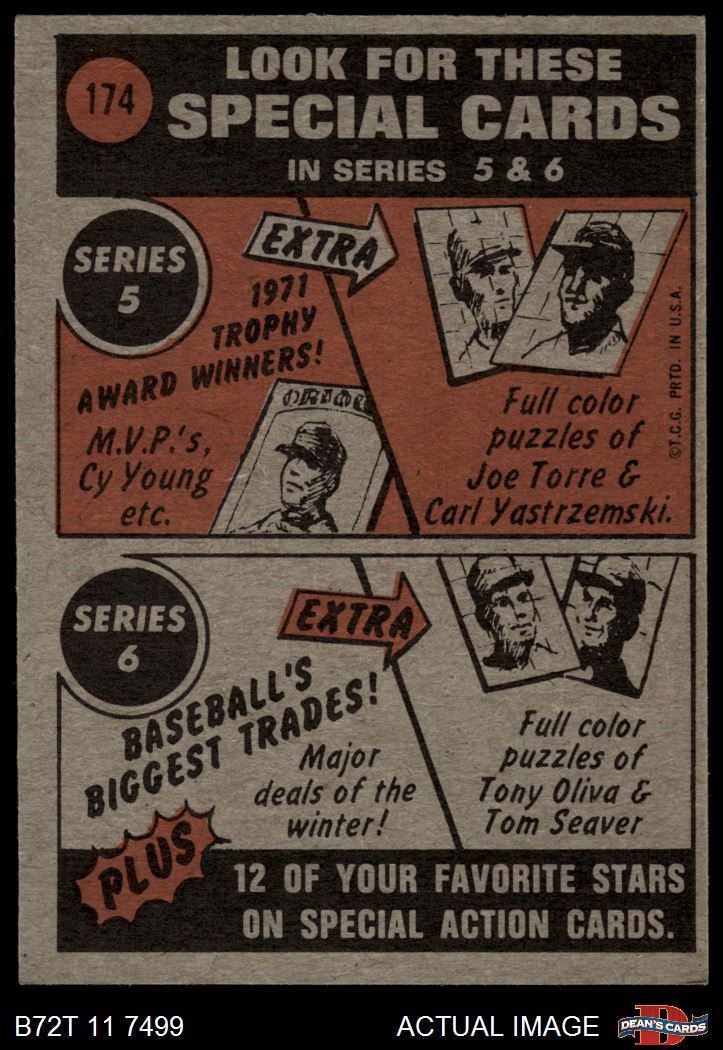 174
LOOK FOR THESE
SPECIAL CARDS
IN SERIES 5 & 6
SERIES
5
EXTRA
1971
TROPHY
AWARD WINNERS!
M.V.P.'s,
Cy Young
etc.
Full color
puzzles of
Joe Torre &
Carl Yastrzemski.
©T.C.G. PRTD. IN U.S.A.
SERIES
6
EXTRA
BASEBALL'S
BIGGEST TRADES!
Major
deals of the
winter!
Full color
puzzles of
Tony Oliva &
Tom Seaver
PLUS
12 OF YOUR FAVORITE STARS
ON SPECIAL ACTION CARDS.
B72T 11 7499
ACTUAL IMAGE
DEAN'S CARDS